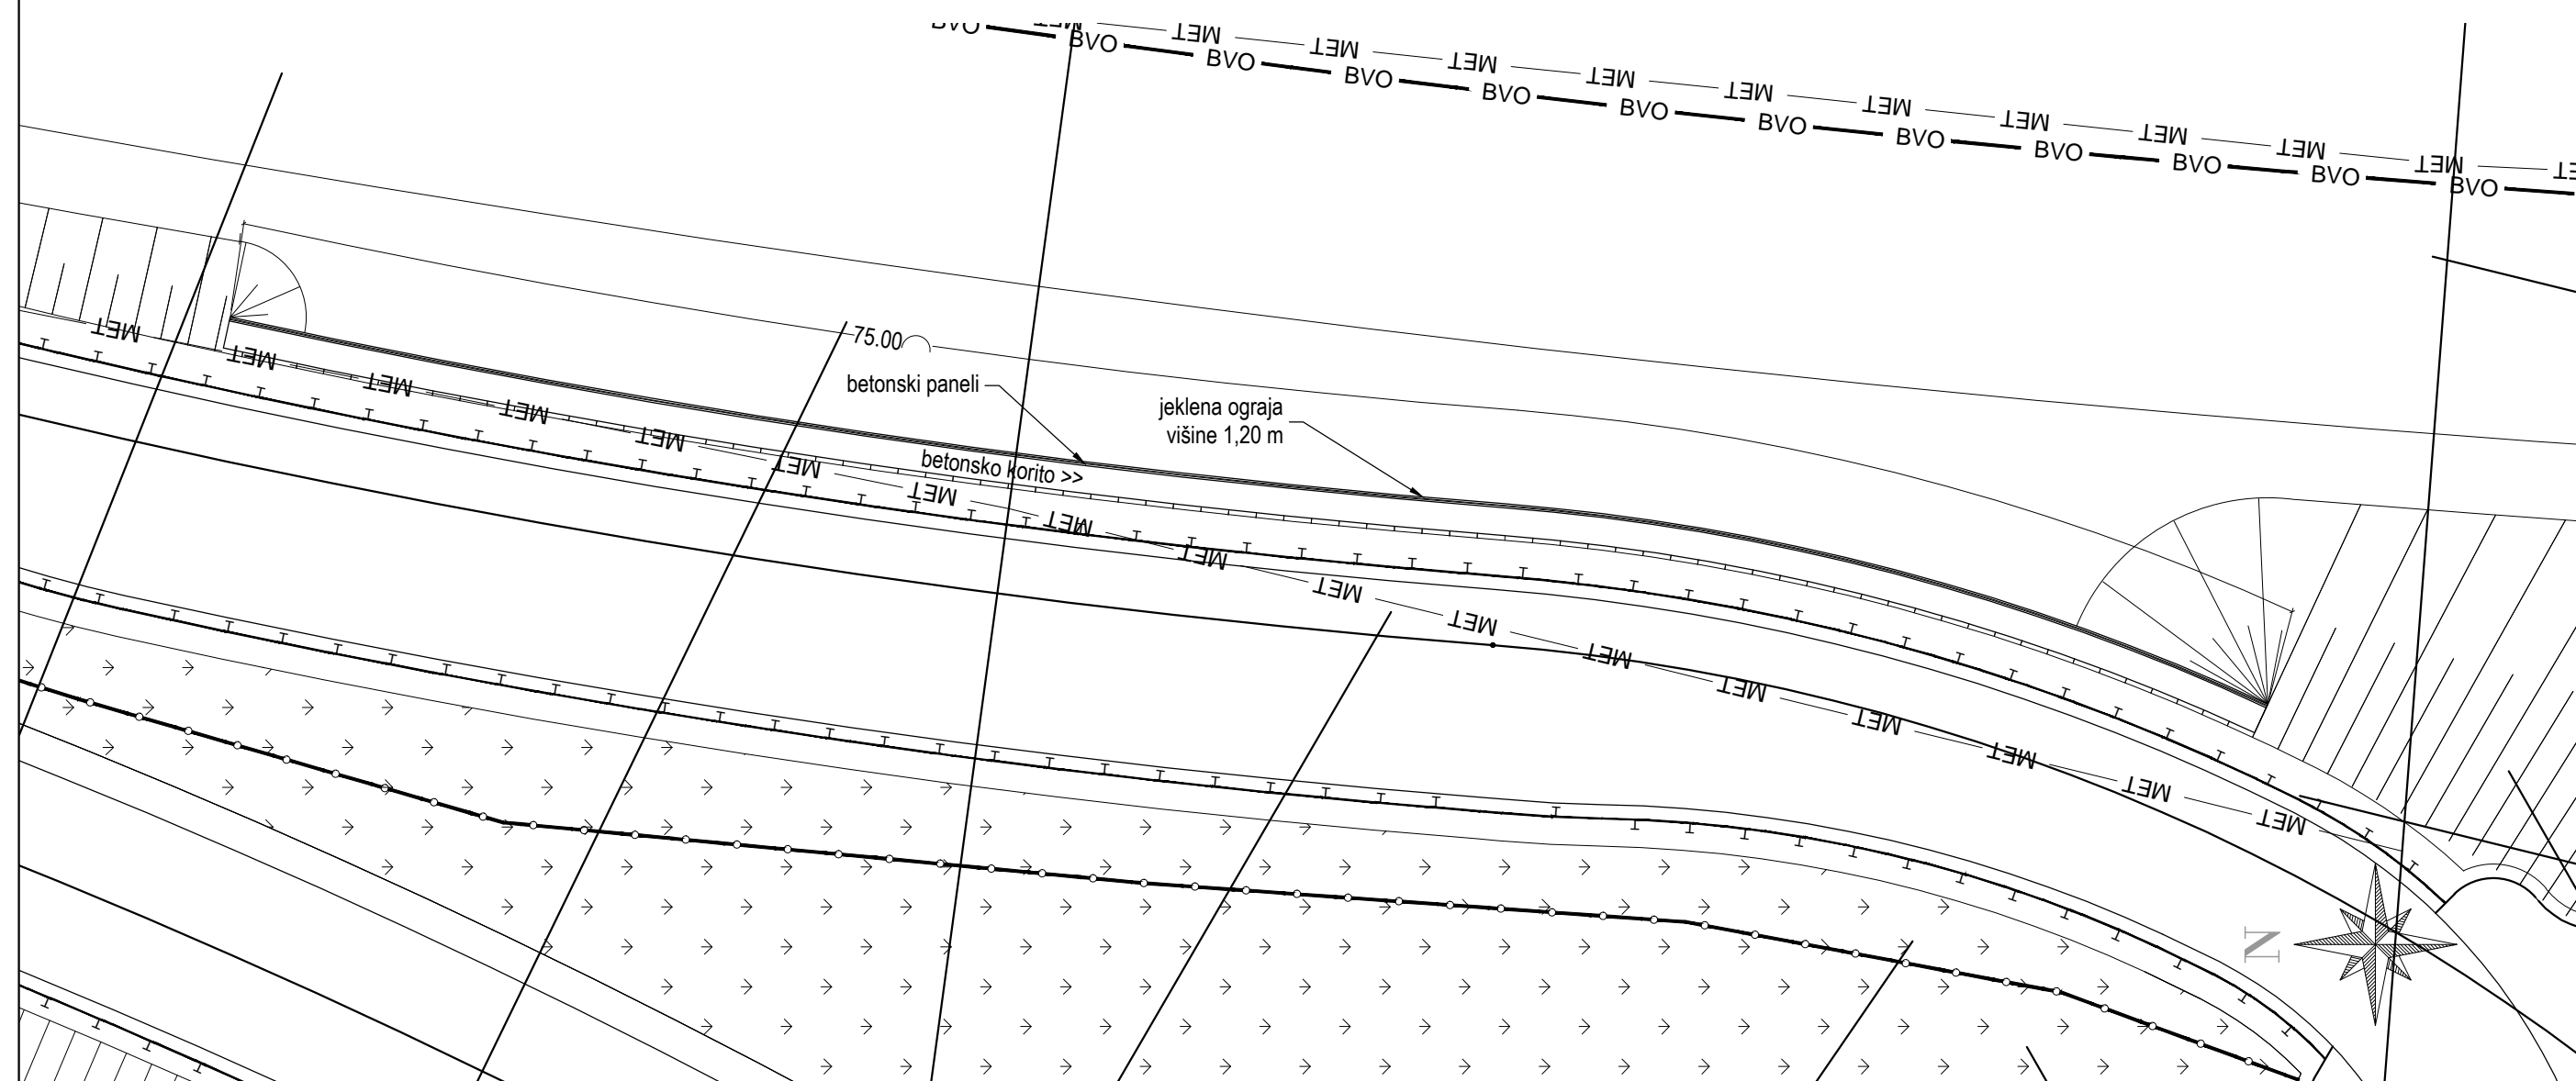 BVO BVO BVO BVO BVO BVO BVO BVO BVO BVO BVO BVO
MET MET MET MET MET MET MET MET MET MET MET
MET MET MET MET MET MET MET MET MET MET MET MET MET MET MET MET MET
75.00
betonski paneli
jeklena ograja
višine 1,20 m
betonsko korito >>
N